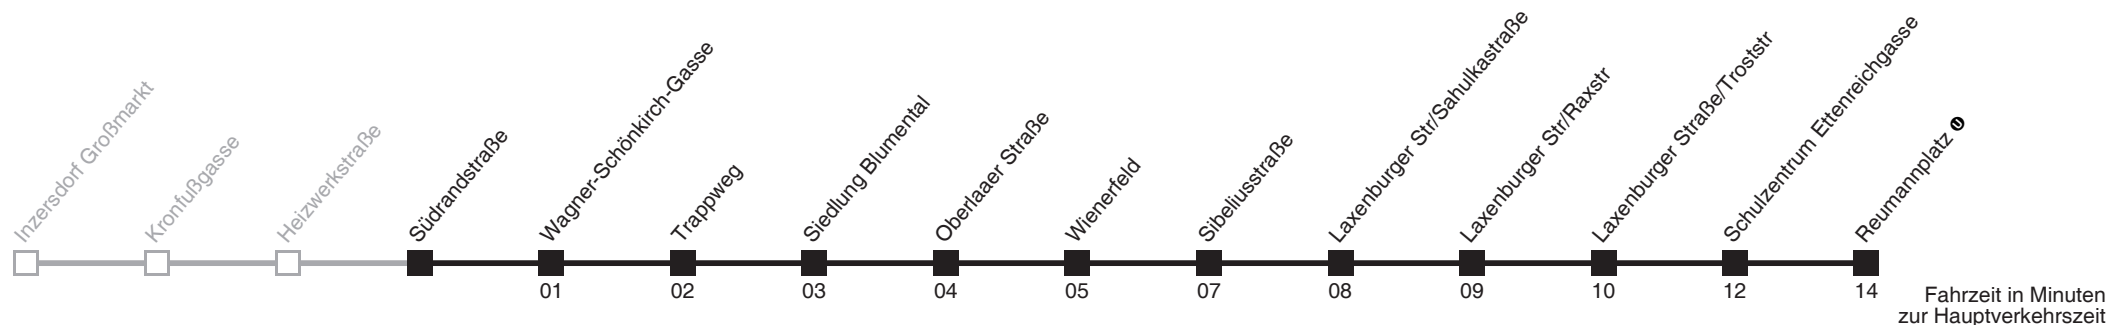 Inzersdorf Großmarkt
Kronfußgasse
Heizwerkstraße
Südrandstraße
Wagner-Schönkirch-Gasse
Trappweg
Siedlung Blumental
Oberlaaer Straße
Wienerfeld
Sibeliusstraße
Laxenburger Str/Sahulkastraße
Laxenburger Str/Raxstr
Laxenburger Straße/Troststr
Schulzentrum Ettenreichgasse
Reumannplatz U
01 02 03 04 05 07 08 09 10 12 14
Fahrzeit in Minuten
zur Hauptverkehrszeit